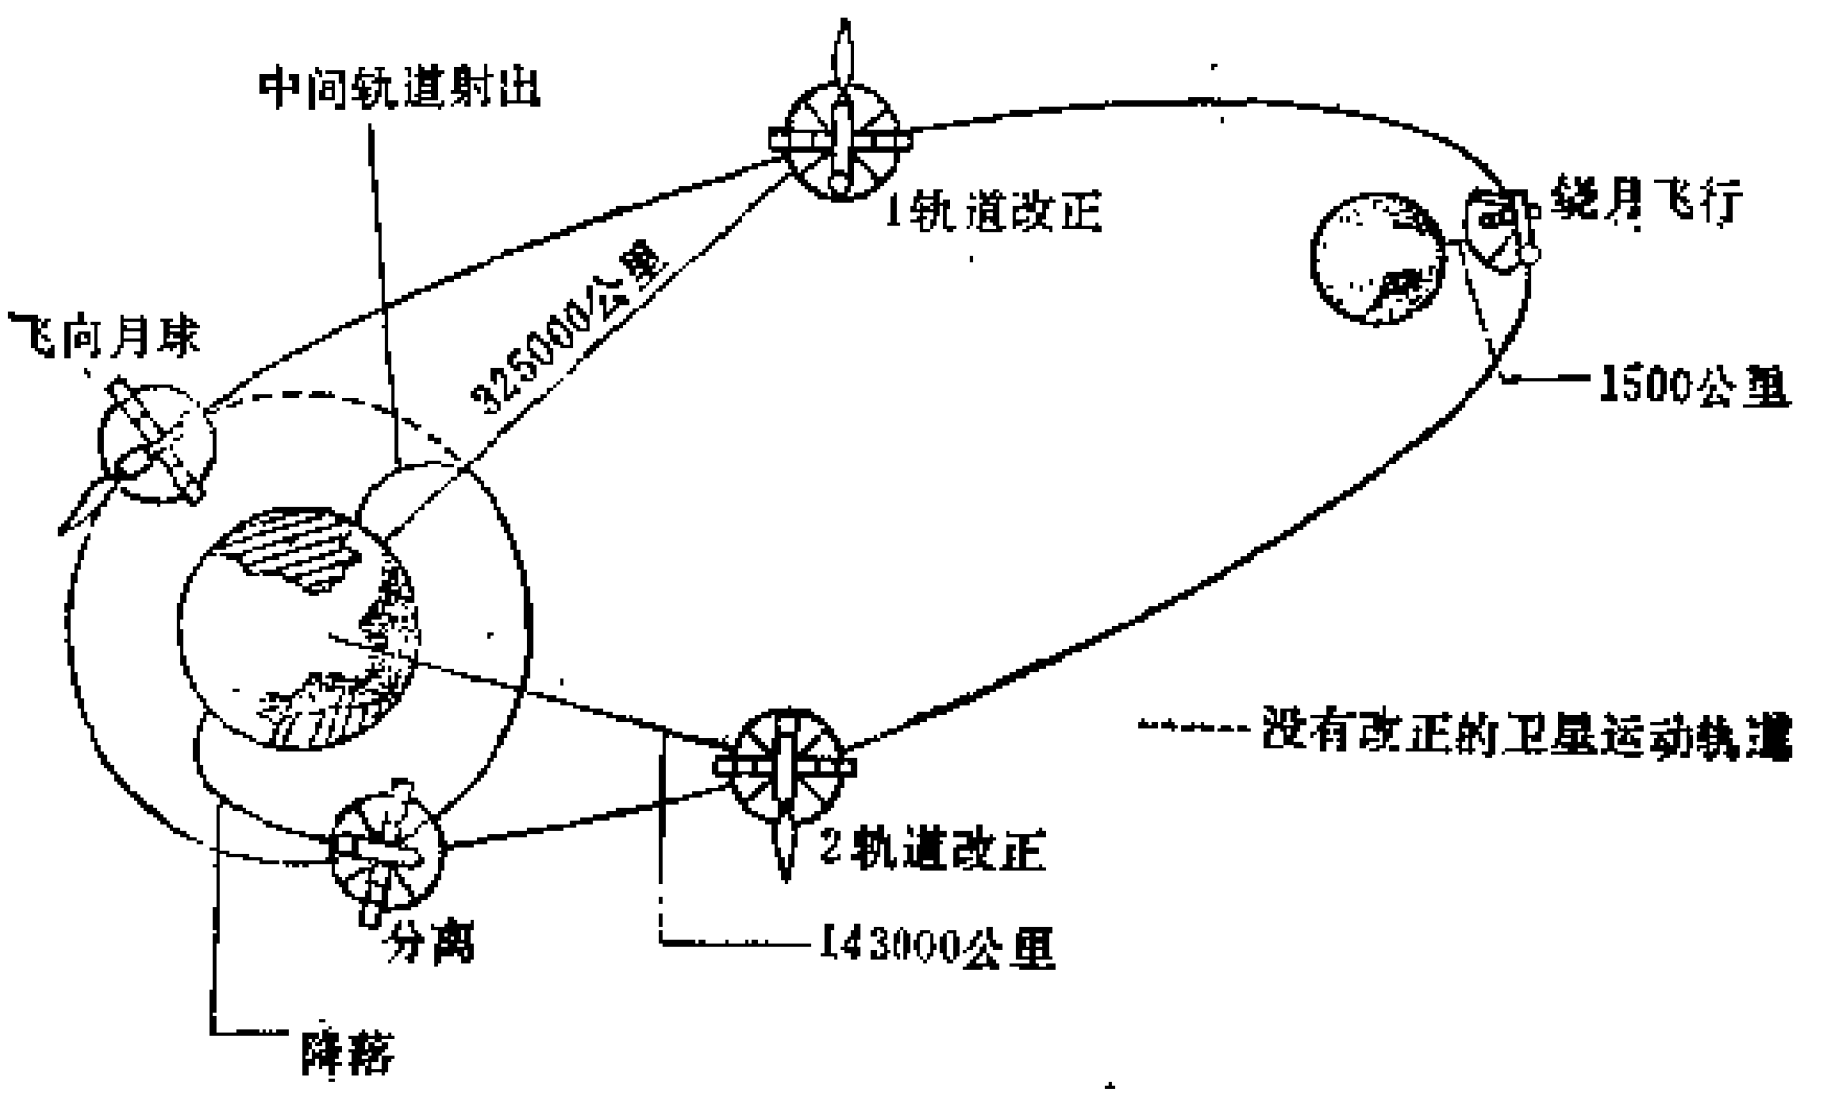 中间轨道射出
1轨道改正
绕月飞行
325000公里
飞向月球
1500公里
没有改正的卫星运动轨道
2轨道改正
分离
143000公里
降落